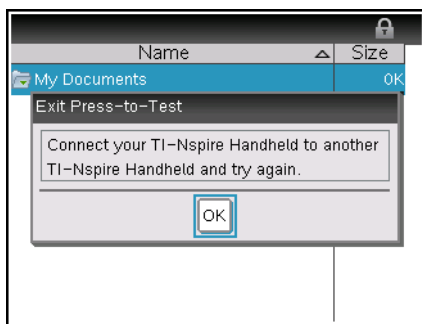 Name Size
My Documents 0K
Exit Press-to-Test
Connect your TI-Nspire Handheld to another
TI-Nspire Handheld and try again.
OK